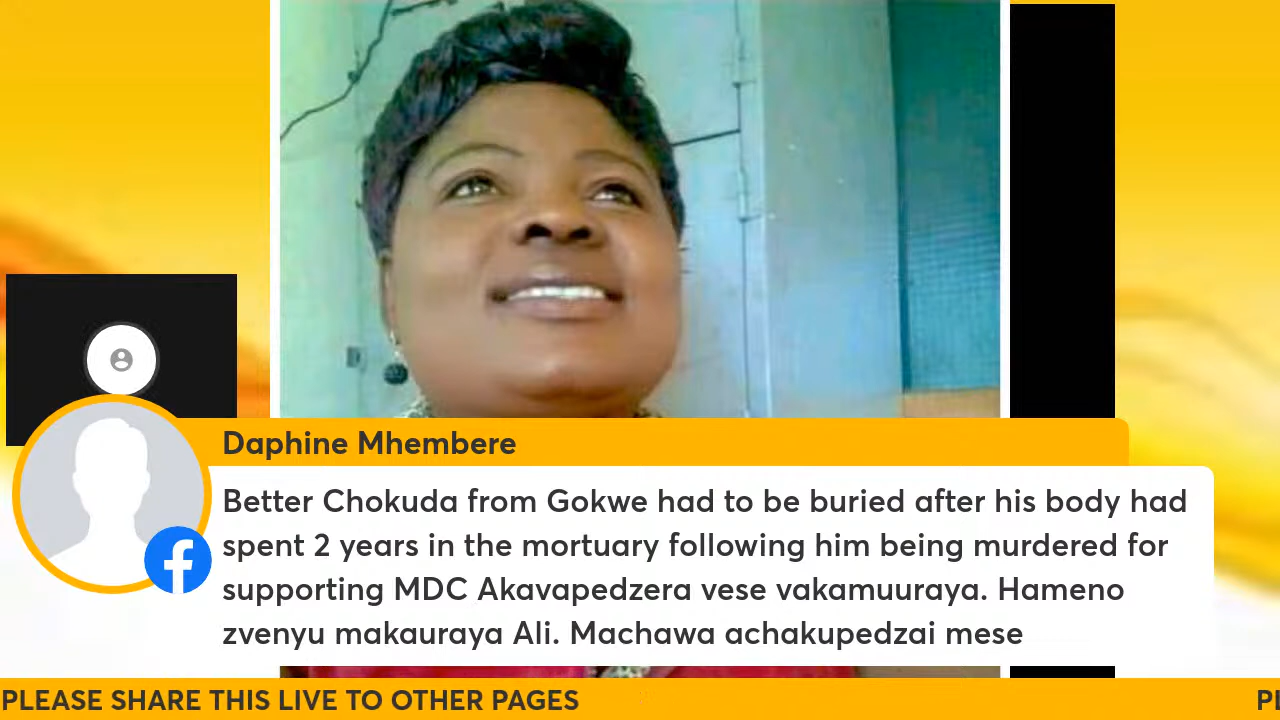 Daphine Mhembere
Better Chokuda from Gokwe had to be buried after his body had
spent 2 years in the mortuary following him being murdered for
supporting MDC Akavapedzera vese vakamuuraya. Hameno
zvenyu makauraya Ali. Machawa achakupedzai mese
PLEASE SHARE THIS LIVE TO OTHER PAGES